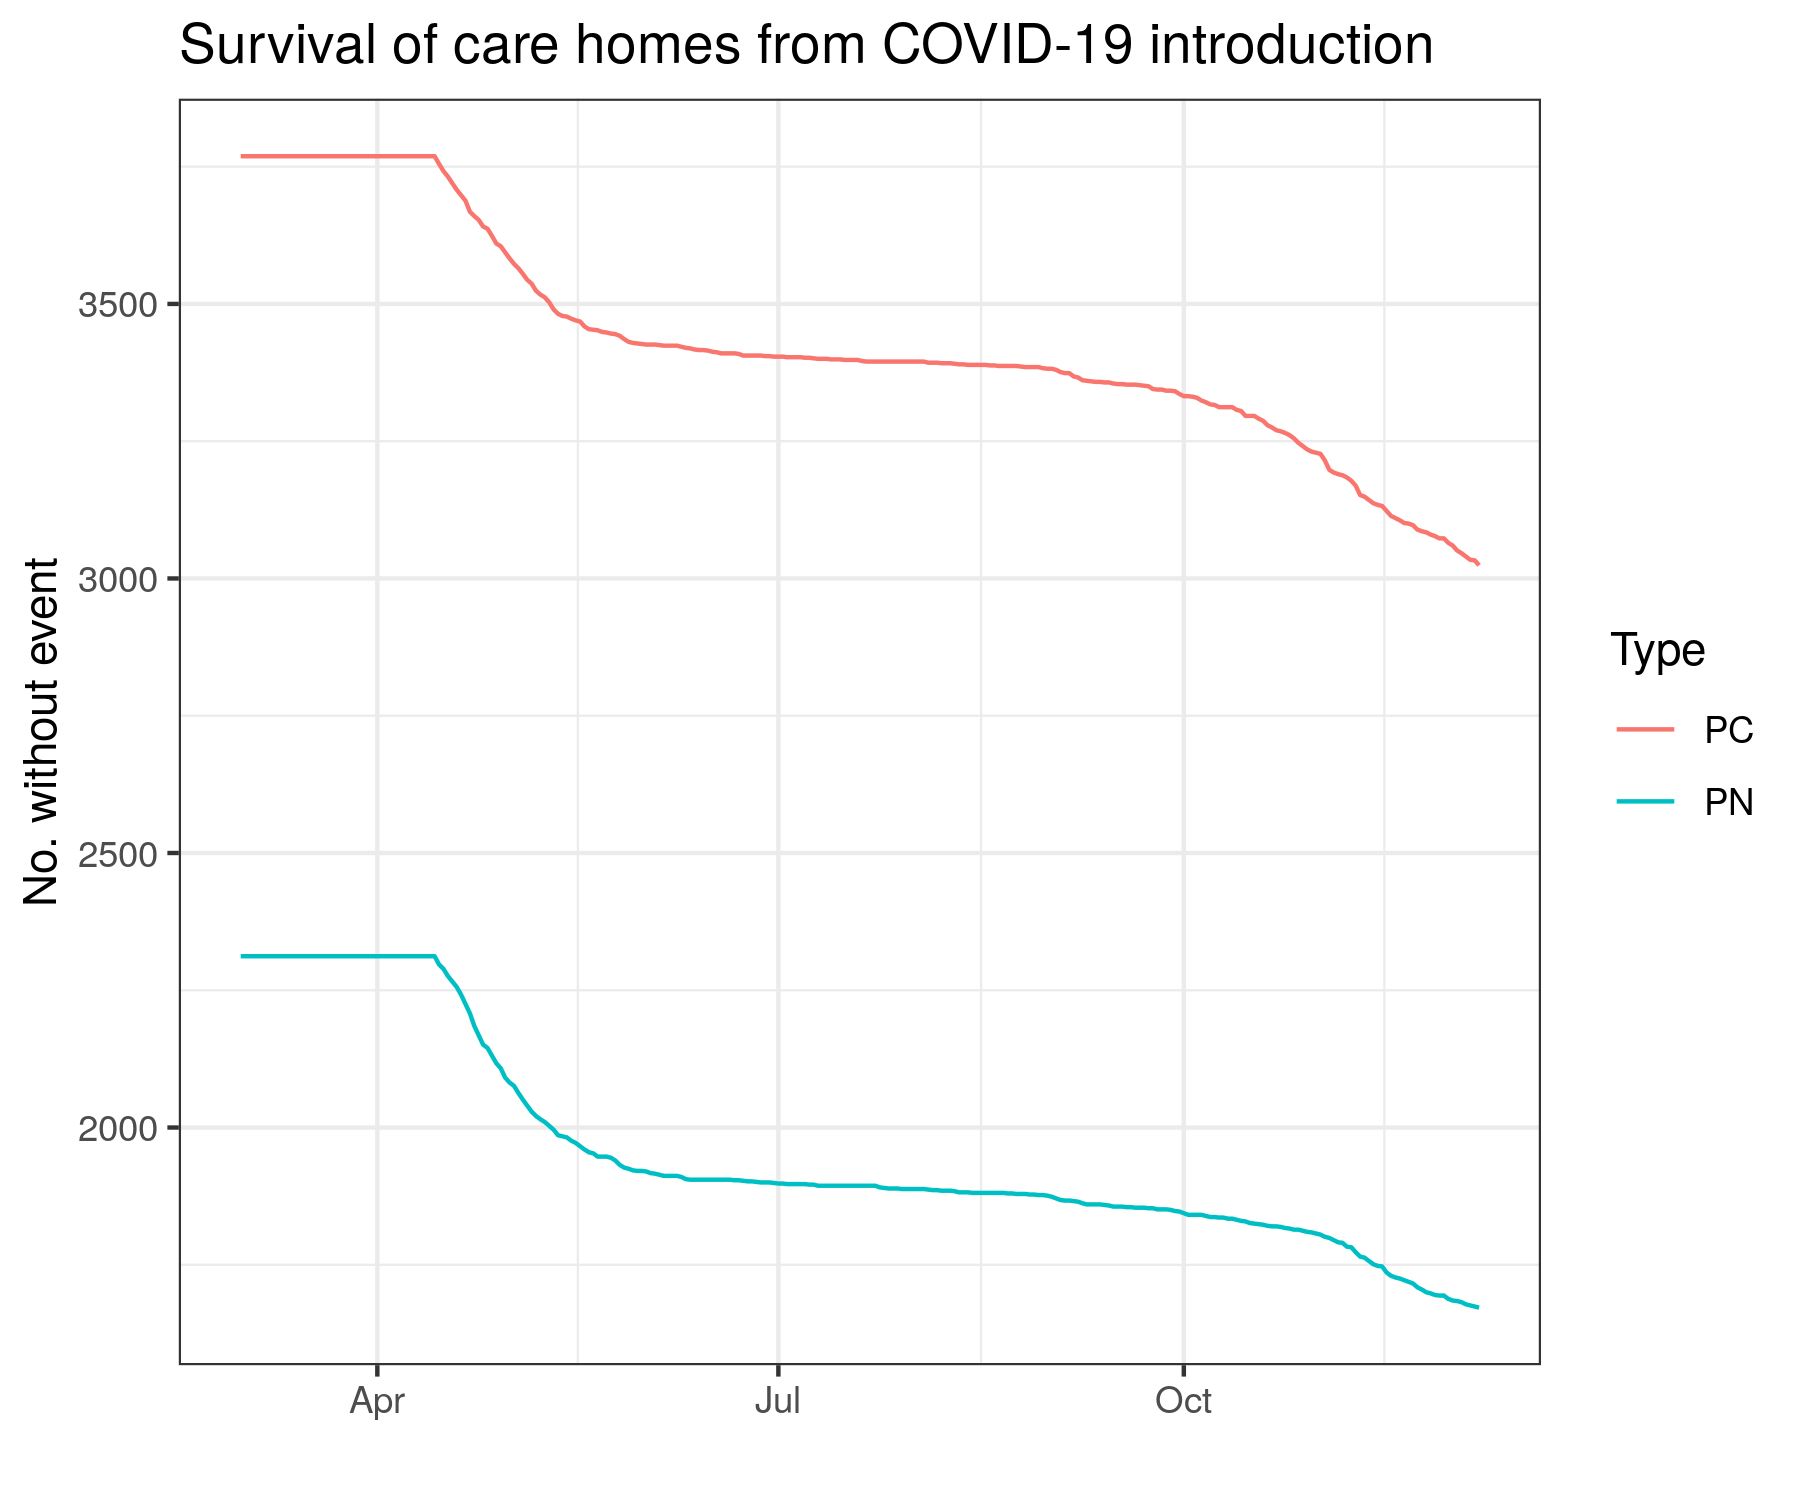 Survival of care homes from COVID-19 introduction
No. without event
3500
3000
2500
2000
Apr
Jul
Oct
Type
PC
PN